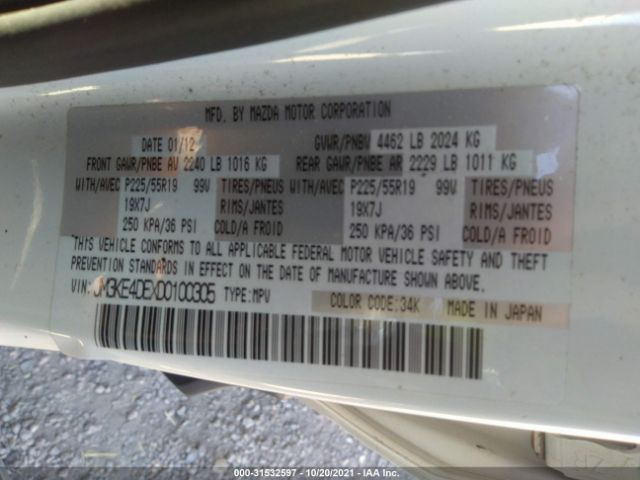 MFD. BY MAZDA MOTOR CORPORATION
DATE 01/12 GVWR/PNBV 4462 LB 2024 KG
FRONT GAWR/PNBE AV 2240 LB 1016 KG REAR GAWR/PNBE AR 2229 LB 1011 KG
WITH/AVEC P225/55R19 99V TIRES/PNEUS WITH/AVEC P225/55R19 99V TIRES/PNEUS
19X7J RIMS/JANTES 19X7J RIMS/JANTES
250 KPA/36 PSI COLD/A FROID 250 KPA/36 PSI COLD/A FROID
THIS VEHICLE CONFORMS TO ALL APPLICABLE FEDERAL MOTOR VEHICLE SAFETY AND THEFT
PREVENTION STANDARDS IN EFFECT ON THE DATE OF MANUFACTURE SHOWN ABOVE.
VIN: JM3KE4DEXD0100305 TYPE:MPV COLOR CODE:34K MADE IN JAPAN
000-31532597 - 10/20/2021 - IAA Inc.